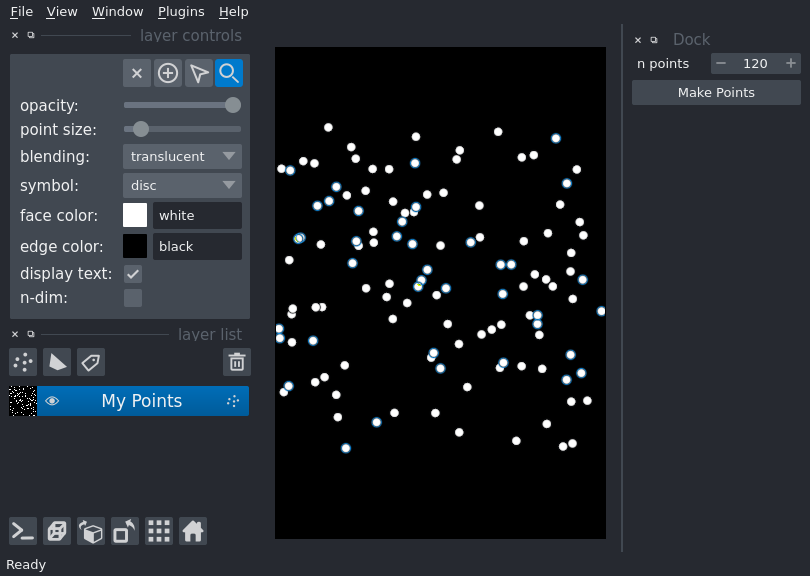 File View Window Plugins Help
layer controls
opacity:
point size:
blending: translucent
symbol: disc
face color: white
edge color: black
display text:
n-dim:
layer list
My Points
Ready
Dock
n points 120
Make Points